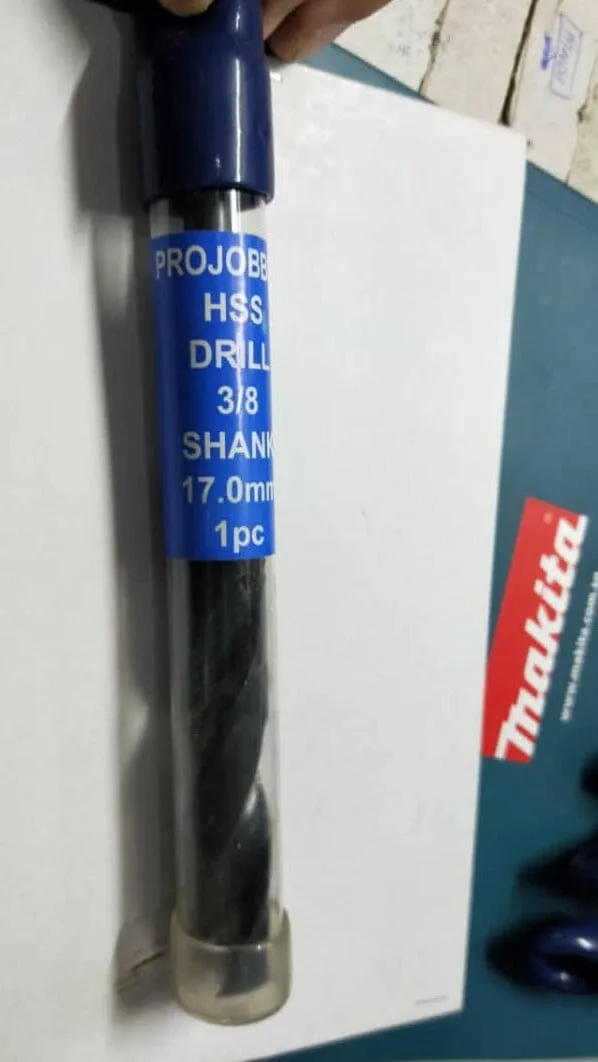 PROJOBB
HSS
DRILL
3/8
SHANK
17.0mm
1pc
makita